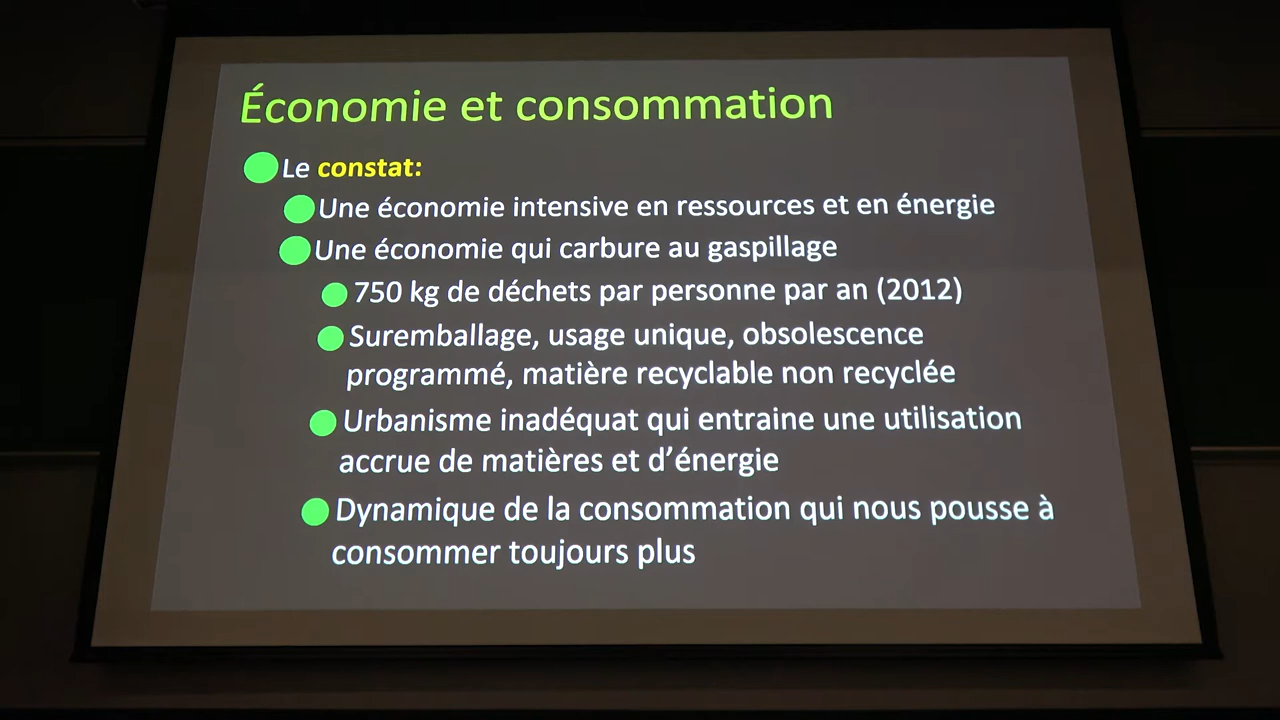 Économie et consommation
Le constat:
Une économie intensive en ressources et en énergie
Une économie qui carbure au gaspillage
750 kg de déchets par personne par an (2012)
Suremballage, usage unique, obsolescence
programmé, matière recyclable non recyclée
Urbanisme inadéquat qui entraine une utilisation
accrue de matières et d'énergie
Dynamique de la consommation qui nous pousse à
consommer toujours plus